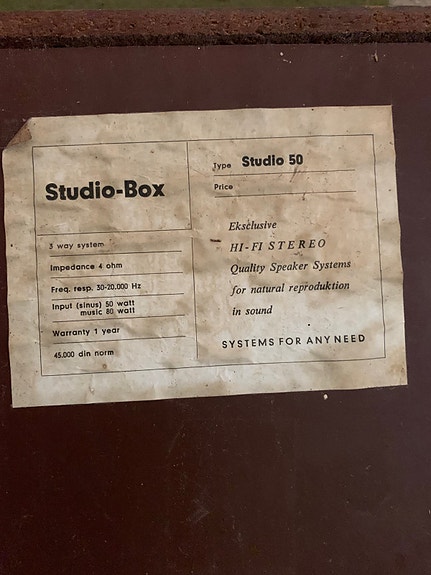 Studio-Box
3 way system
Impedance 4 ohm
Freq. resp. 30-20.000 Hz
Input (sinus) 50 watt
music 80 watt
Warranty 1 year
45.000 din norm
Type Studio 50
Price
Eksclusive
HI-FI STEREO
Quality Speaker Systems
for natural reproduktion
in sound
SYSTEMS FOR ANY NEED